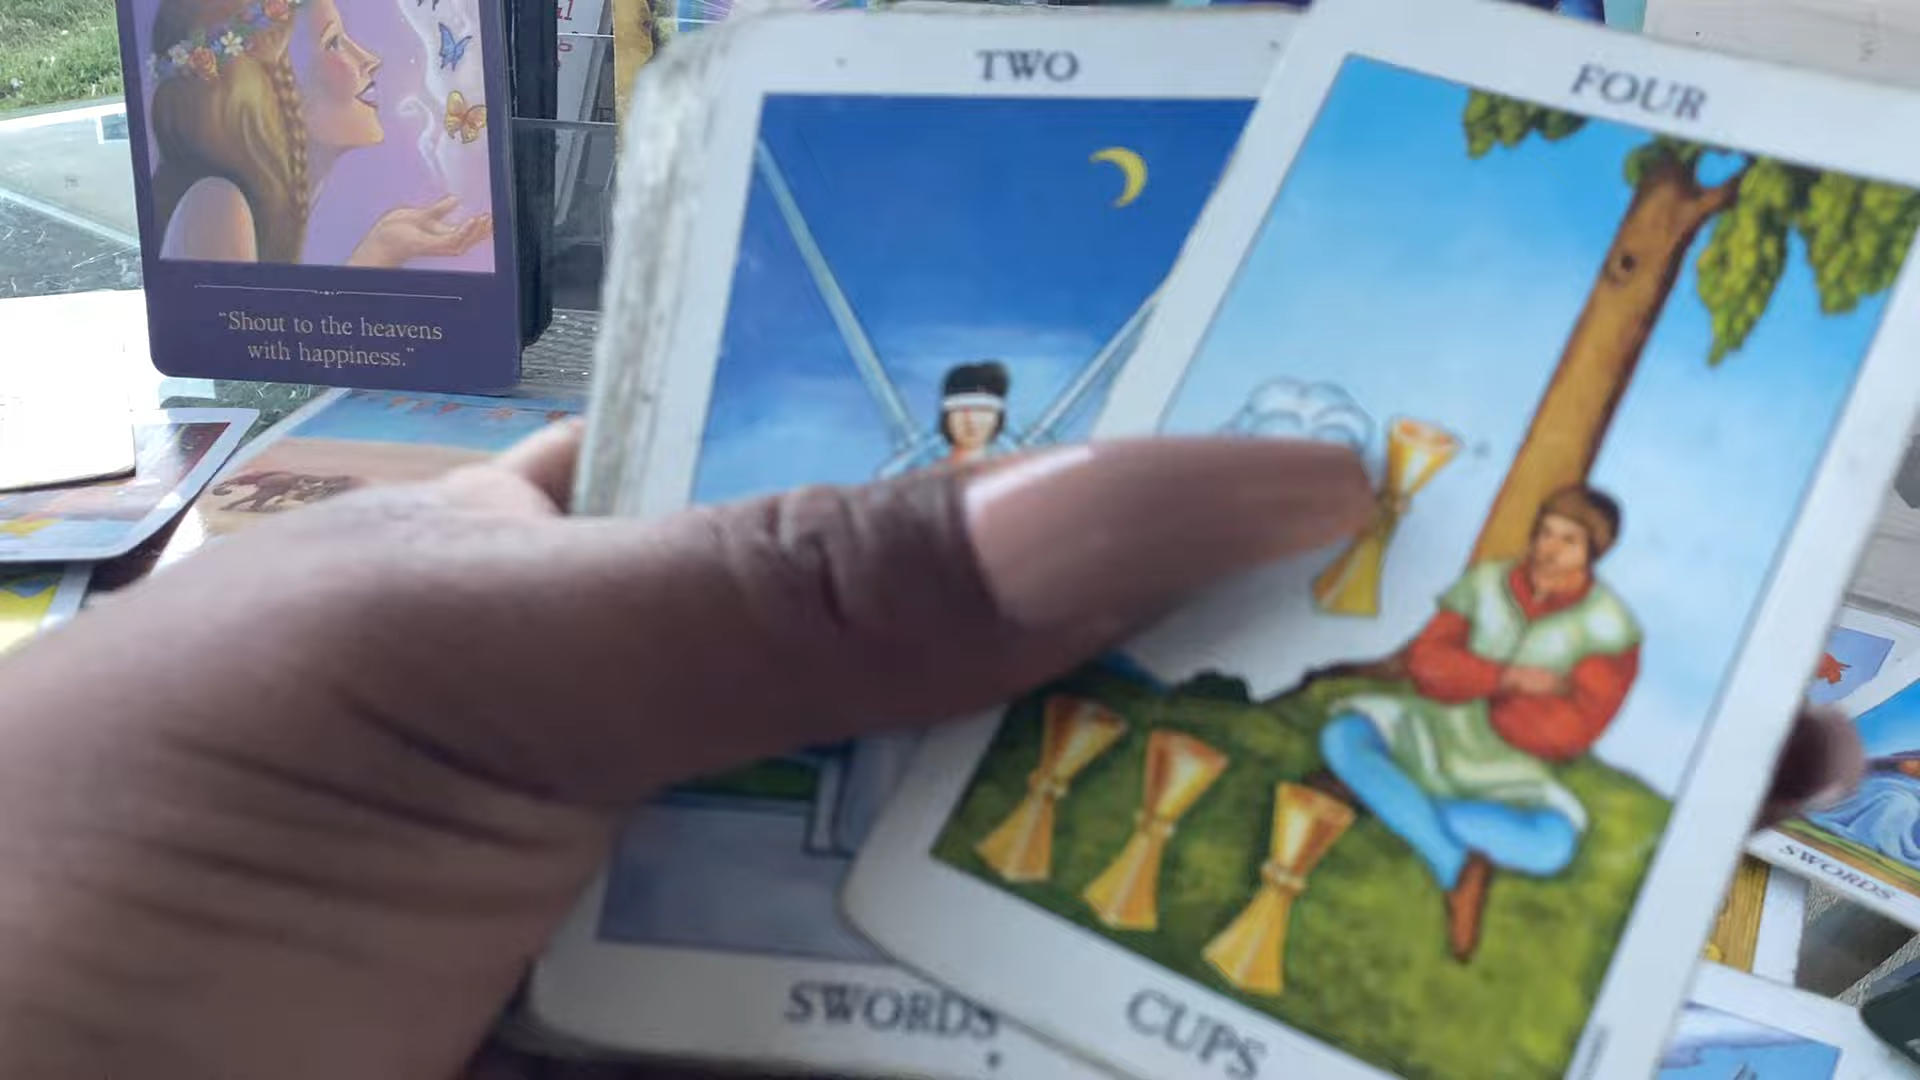 TWO
FOUR
"Shout to the heavens
with happiness."
SWORDS
SWORDS
CUPS